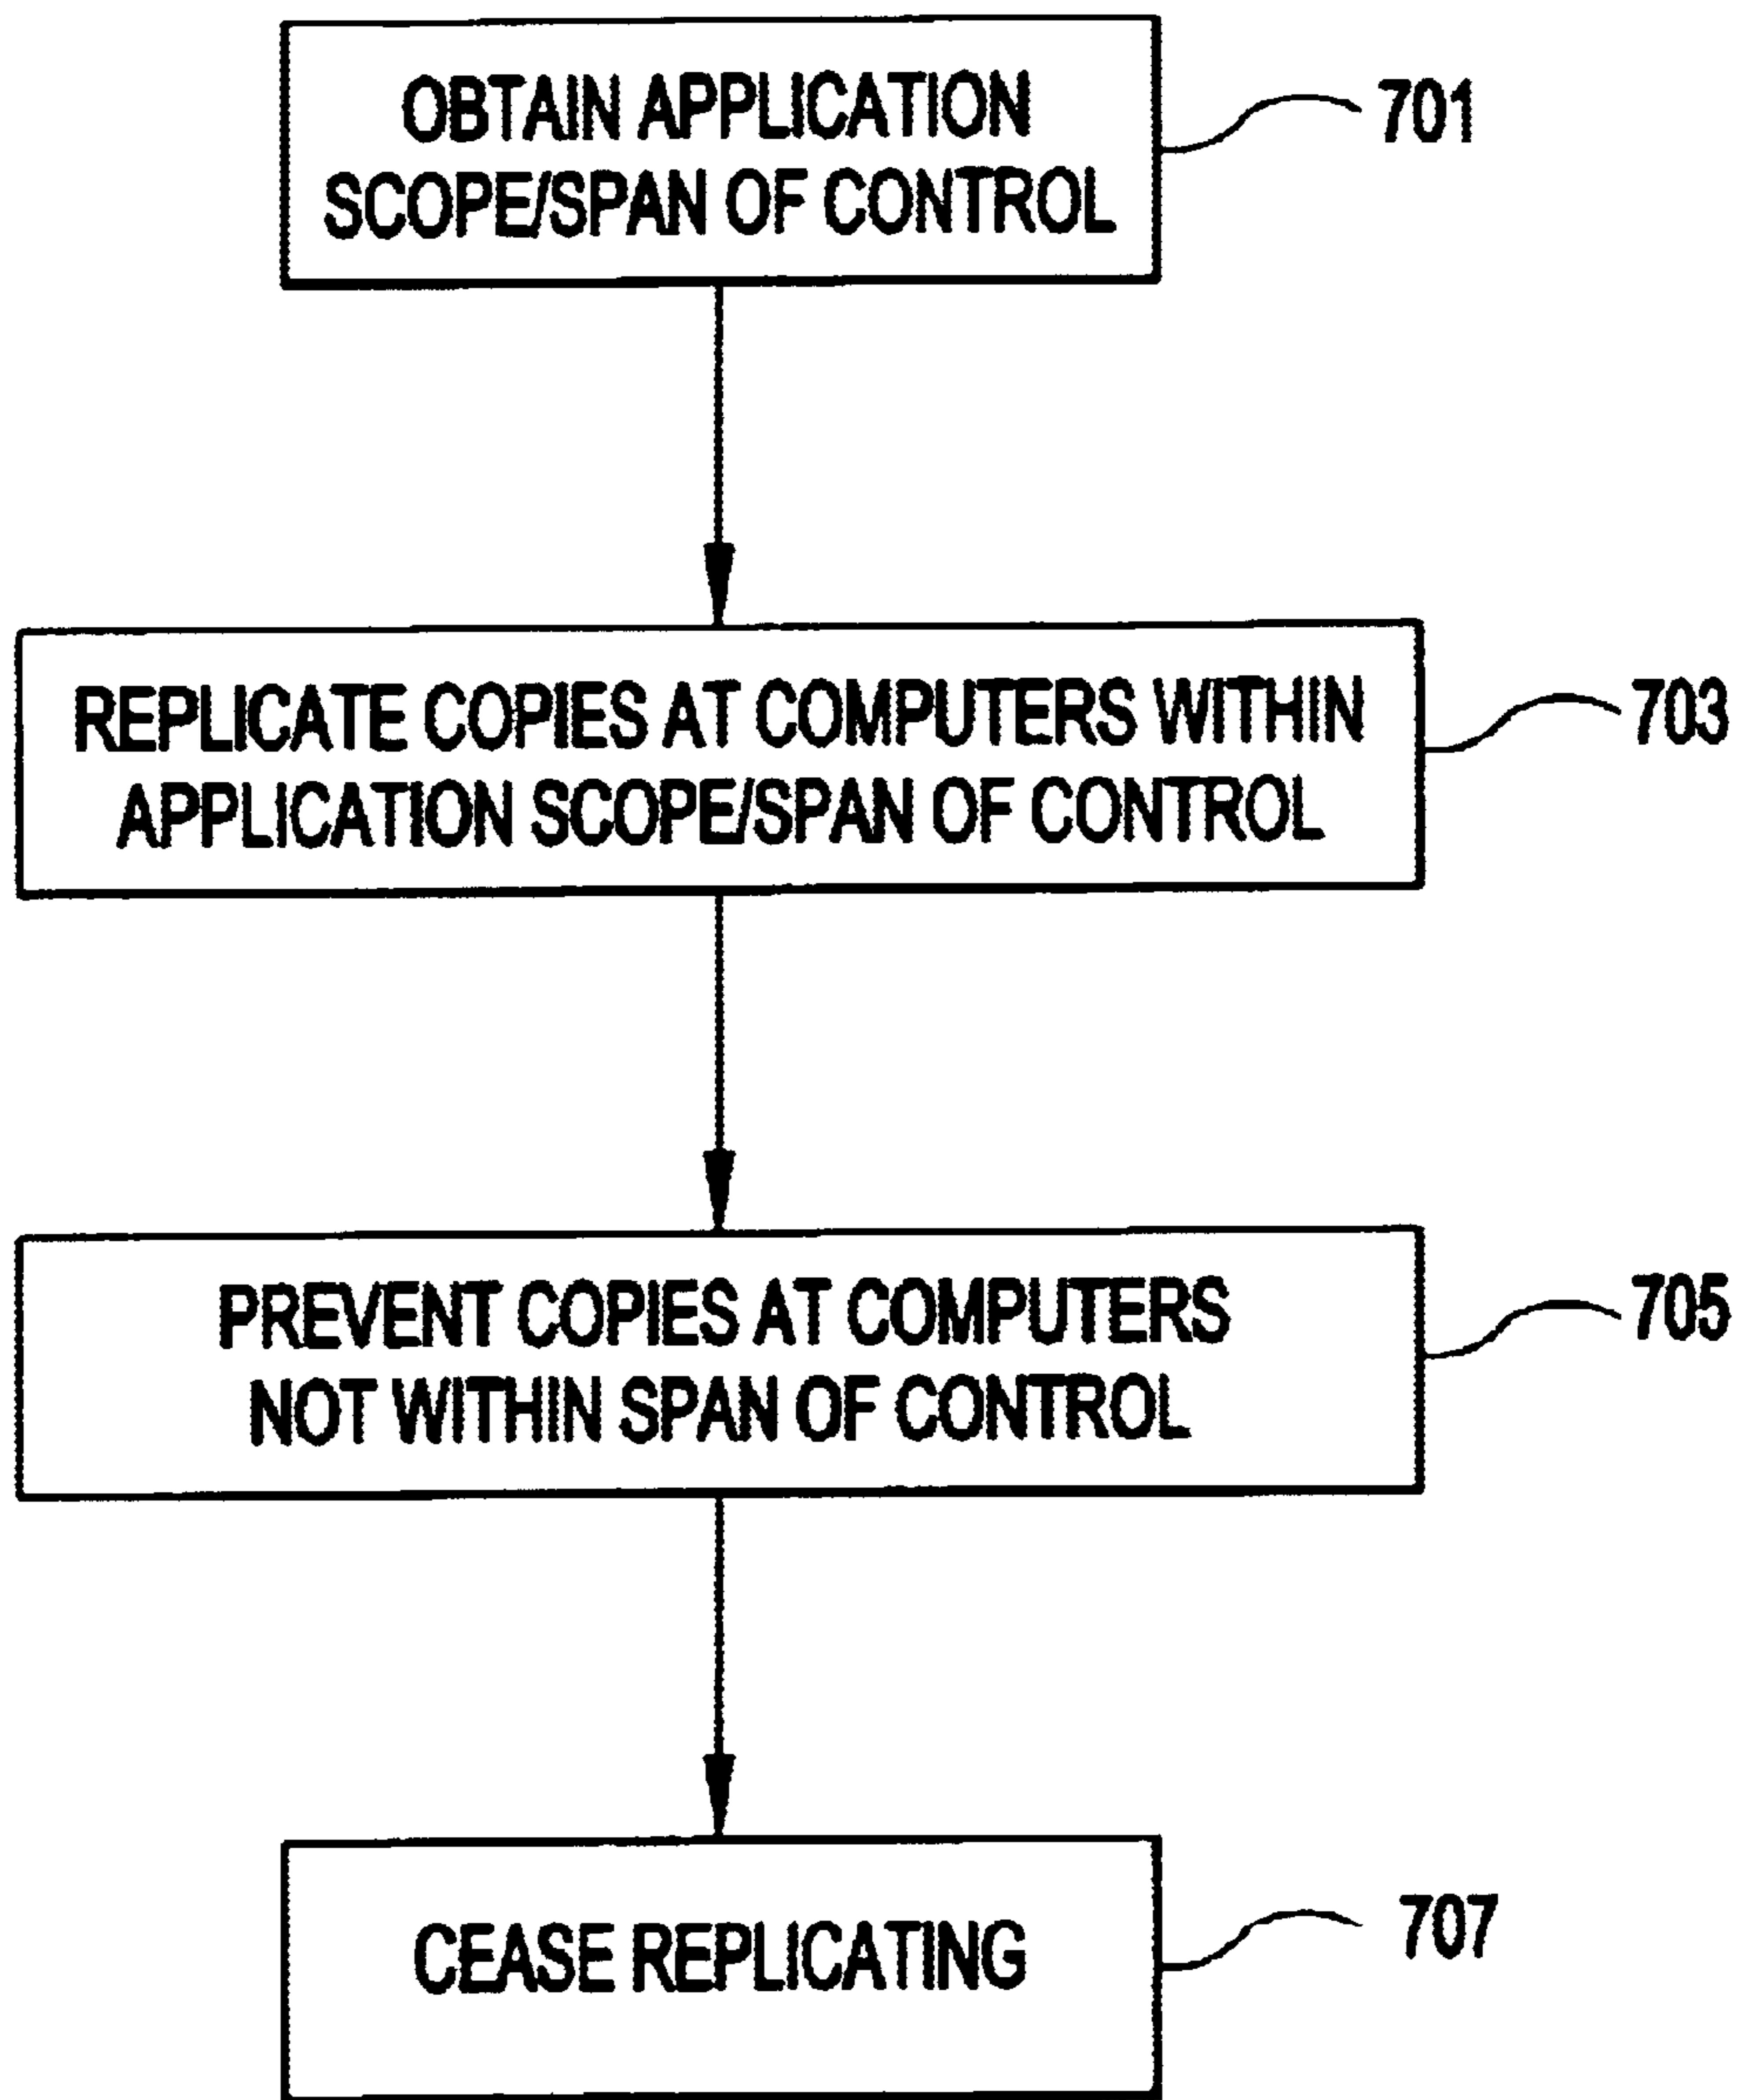 OBTAIN APPLICATION
SCOPE/SPAN OF CONTROL
701
REPLICATE COPIES AT COMPUTERS WITHIN
APPLICATION SCOPE/SPAN OF CONTROL
703
PREVENT COPIES AT COMPUTERS
NOT WITHIN SPAN OF CONTROL
705
CEASE REPLICATING
707